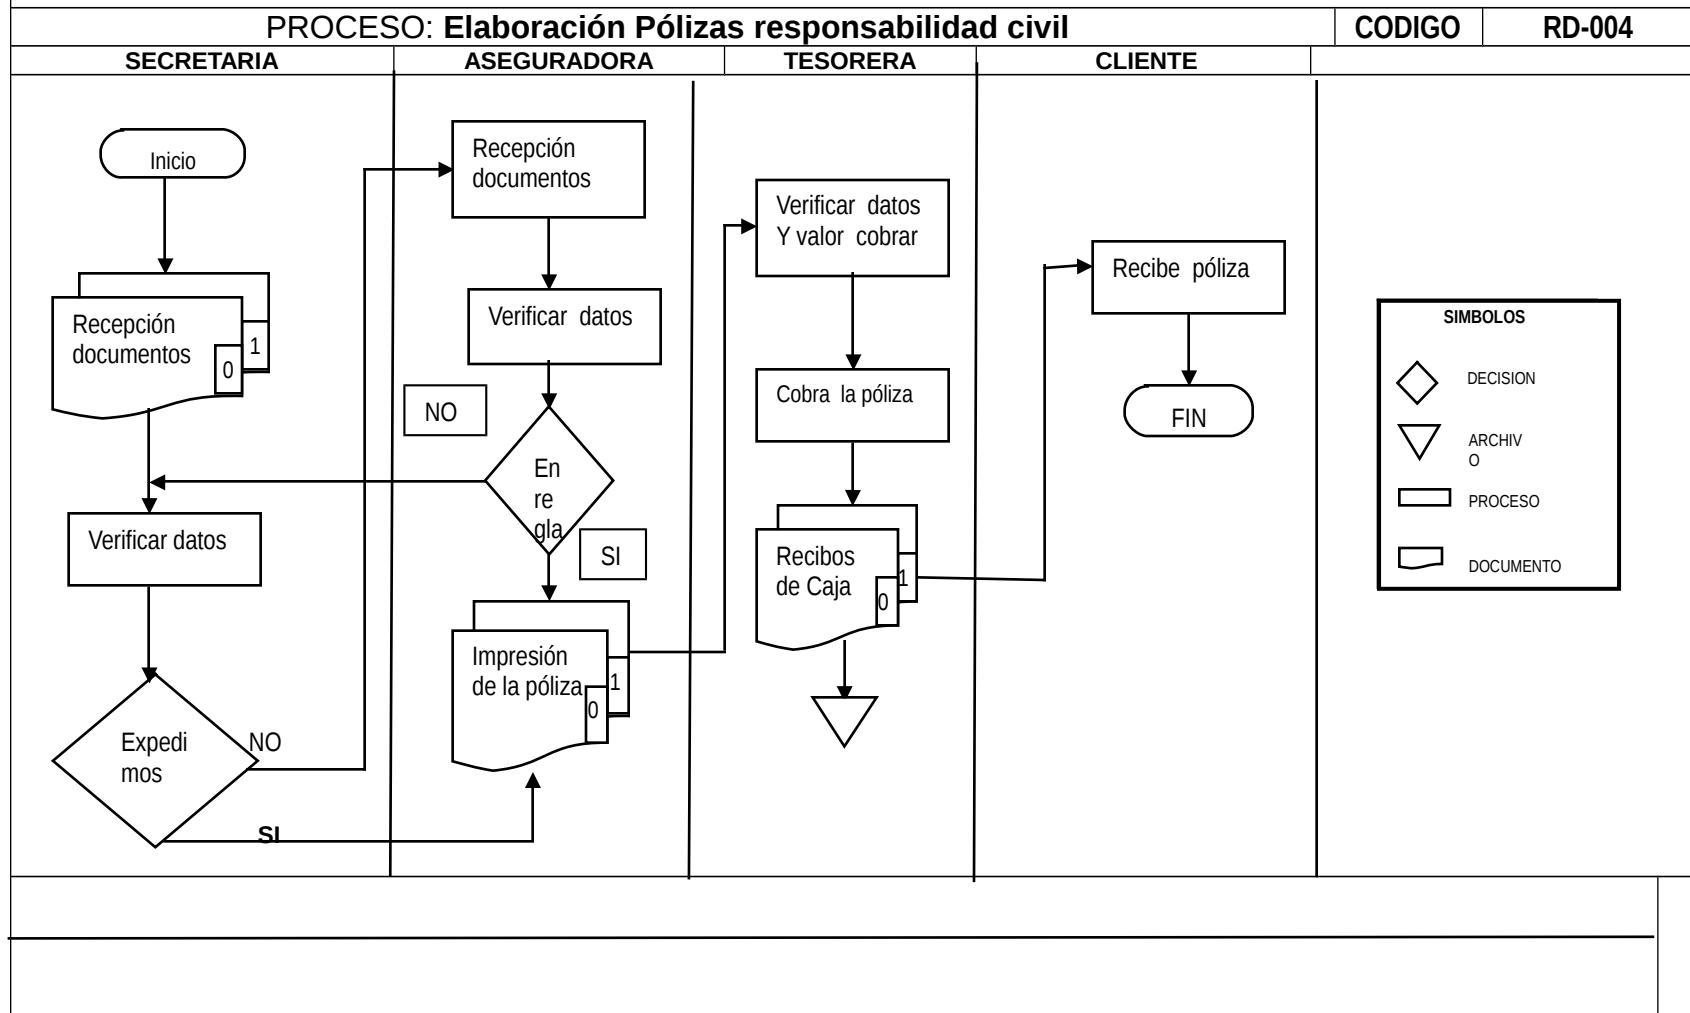 PROCESO: Elaboración Pólizas responsabilidad civil
CODIGO
RD-004
SECRETARIA
ASEGURADORA
TESORERA
CLIENTE
Inicio
Recepción
documentos
1
0
Verificar datos
Expedi
mos
NO
SI
Recepción
documentos
Verificar datos
NO
En
re
gla
SI
Impresión
de la póliza
1
0
Verificar datos
Y valor cobrar
Cobra la póliza
Recibos
de Caja
1
0
Recibe póliza
FIN
SIMBOLOS
DECISION
ARCHIV
O
PROCESO
DOCUMENTO